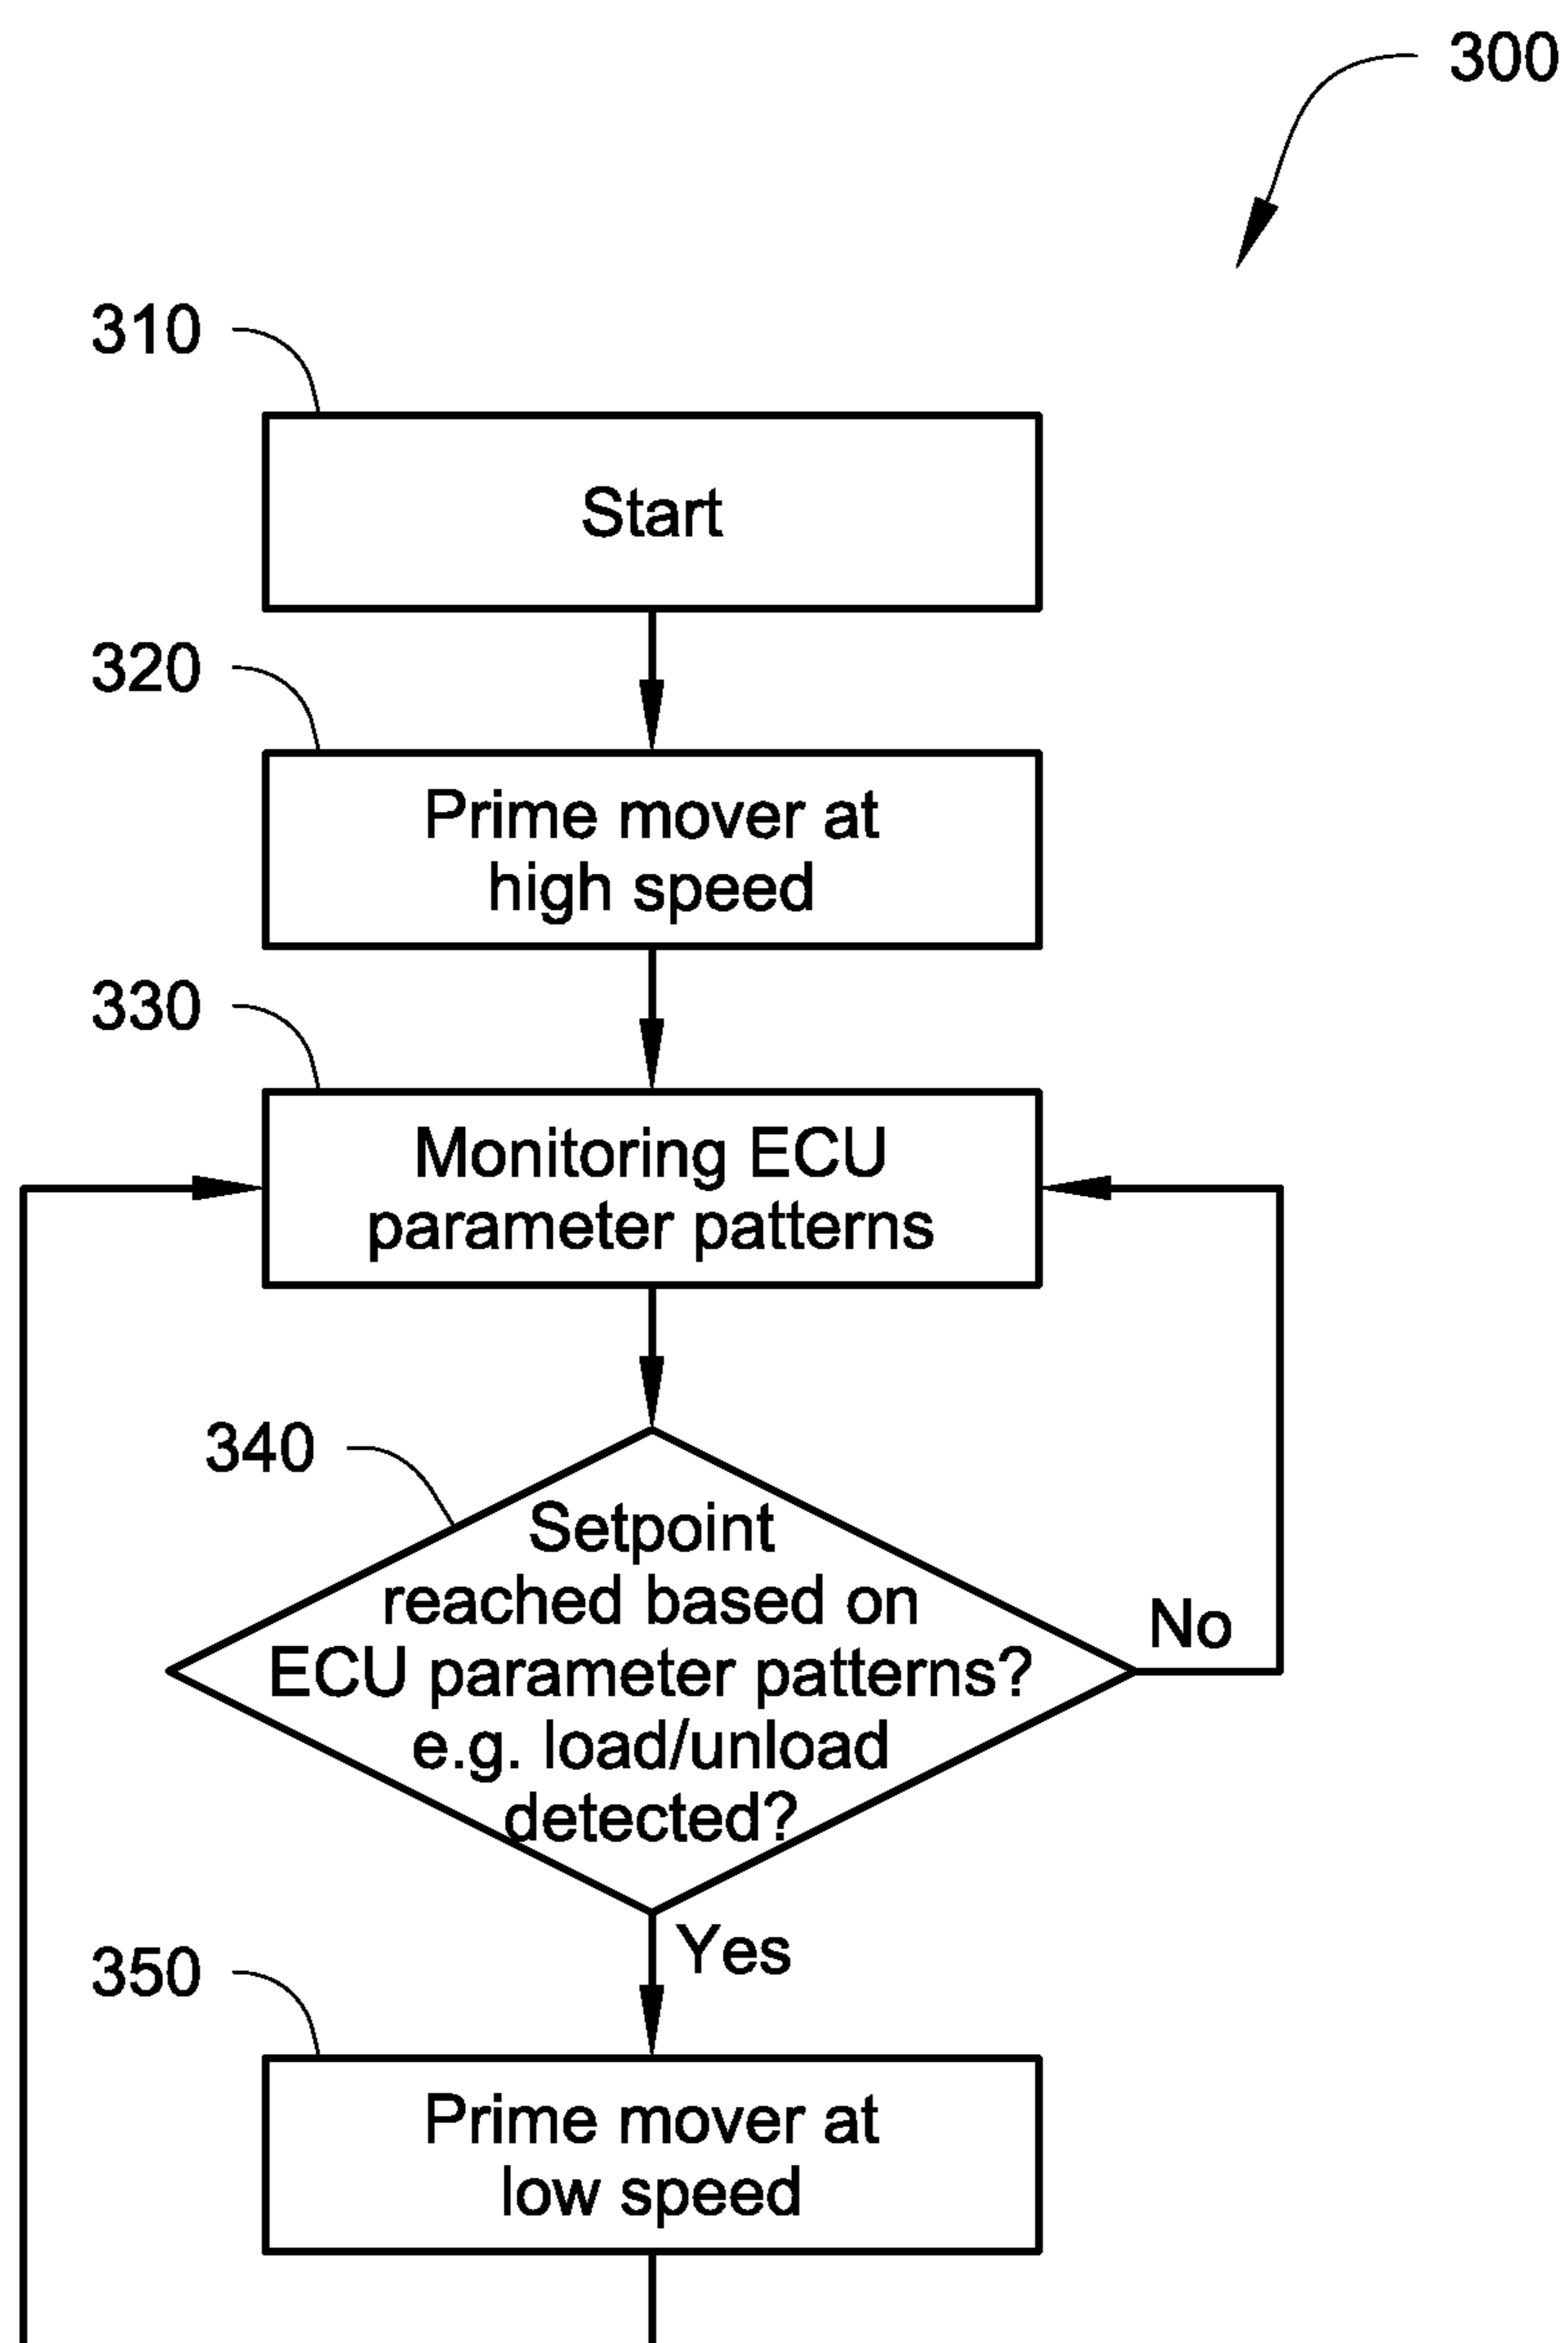 300
310
Start
320
Prime mover at
high speed
330
Monitoring ECU
parameter patterns
340
Setpoint
reached based on
ECU parameter patterns?
e.g. load/unload
detected?
No
Yes
350
Prime mover at
low speed